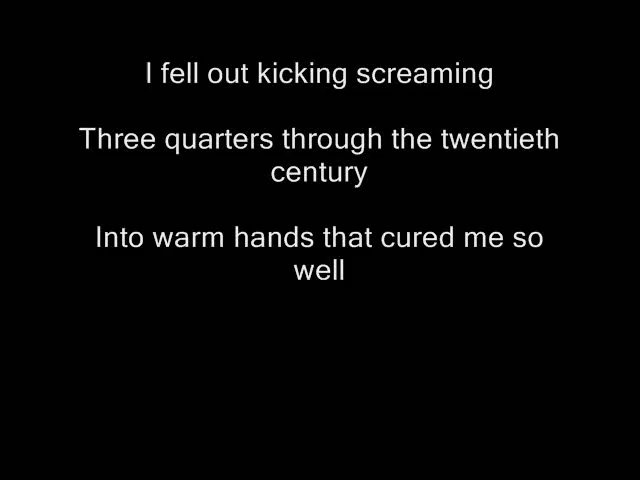 I fell out kicking screaming
Three quarters through the twentieth
century
Into warm hands that cured me so
well